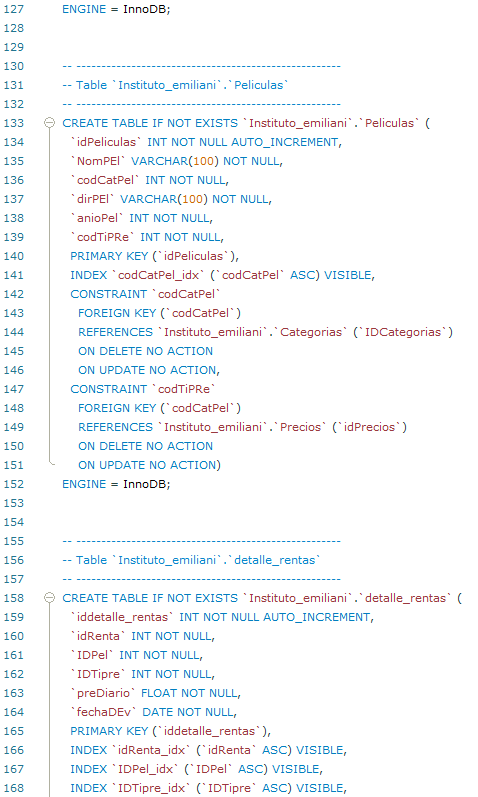 127 ENGINE = InnoDB;
128
129
130 -- -----------------------------------------------------
131 -- Table `Instituto_emiliani`.`Peliculas`
132 -- -----------------------------------------------------
133 CREATE TABLE IF NOT EXISTS `Instituto_emiliani`.`Peliculas` (
134 `idPeliculas` INT NOT NULL AUTO_INCREMENT,
135 `NomPEl` VARCHAR(100) NOT NULL,
136 `codCatPel` INT NOT NULL,
137 `dirPEl` VARCHAR(100) NOT NULL,
138 `anioPel` INT NOT NULL,
139 `codTiPRe` INT NOT NULL,
140 PRIMARY KEY (`idPeliculas`),
141 INDEX `codCatPel_idx` (`codCatPel` ASC) VISIBLE,
142 CONSTRAINT `codCatPel`
143 FOREIGN KEY (`codCatPel`)
144 REFERENCES `Instituto_emiliani`.`Categorias` (`IDCategorias`)
145 ON DELETE NO ACTION
146 ON UPDATE NO ACTION,
147 CONSTRAINT `codTiPRe`
148 FOREIGN KEY (`codCatPel`)
149 REFERENCES `Instituto_emiliani`.`Precios` (`idPrecios`)
150 ON DELETE NO ACTION
151 ON UPDATE NO ACTION)
152 ENGINE = InnoDB;
153
154
155 -- -----------------------------------------------------
156 -- Table `Instituto_emiliani`.`detalle_rentas`
157 -- -----------------------------------------------------
158 CREATE TABLE IF NOT EXISTS `Instituto_emiliani`.`detalle_rentas` (
159 `iddetalle_rentas` INT NOT NULL AUTO_INCREMENT,
160 `idRenta` INT NOT NULL,
161 `IDPel` INT NOT NULL,
162 `IDTipre` INT NOT NULL,
163 `preDiario` FLOAT NOT NULL,
164 `fechaDEv` DATE NOT NULL,
165 PRIMARY KEY (`iddetalle_rentas`),
166 INDEX `idRenta_idx` (`idRenta` ASC) VISIBLE,
167 INDEX `IDPel_idx` (`IDPel` ASC) VISIBLE,
168 INDEX `IDTipre_idx` (`IDTipre` ASC) VISIBLE,